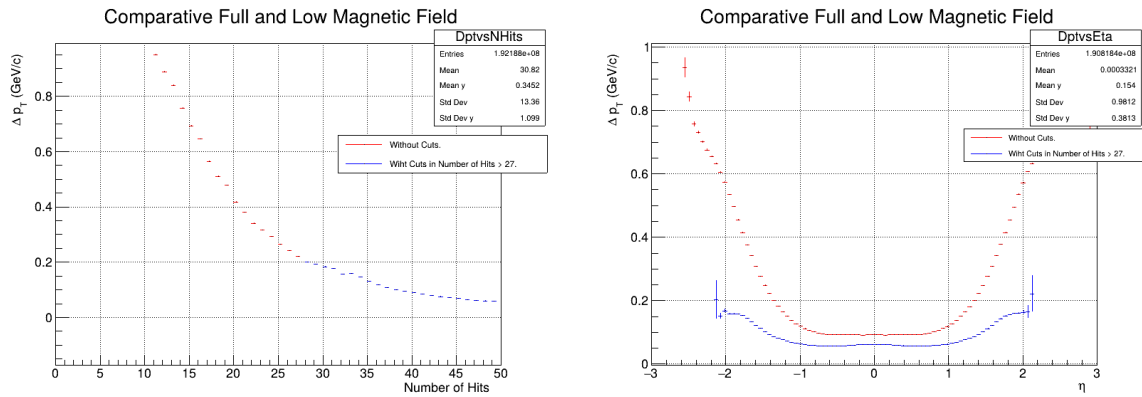 Comparative Full and Low Magnetic Field
DptvsNHits
Entries 1.92188e+08
Mean 30.82
Mean y 0.3452
Std Dev 13.36
Std Dev y 1.099
Without Cuts.
Wiht Cuts in Number of Hits > 27.
Δ p_T (GeV/c)
0.8
0.6
0.4
0.2
0
0 5 10 15 20 25 30 35 40 45 50
Number of Hits
Comparative Full and Low Magnetic Field
DptvsEta
Entries 1.908184e+08
Mean 0.0003321
Mean y 0.154
Std Dev 0.9812
Std Dev y 0.3813
Without Cuts.
Wiht Cuts in Number of Hits > 27.
Δ p_T (GeV/c)
1
0.8
0.6
0.4
0.2
0
−3 −2 −1 0 1 2 3
η